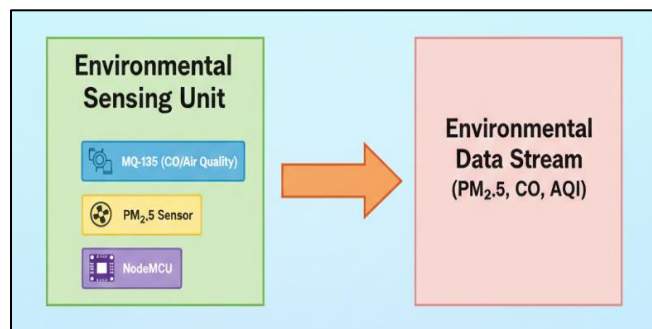 Environmental
Sensing Unit
MQ-135 (CO/Air Quality)
PM₂.5 Sensor
NodeMCU
Environmental
Data Stream
(PM₂.5, CO, AQI)